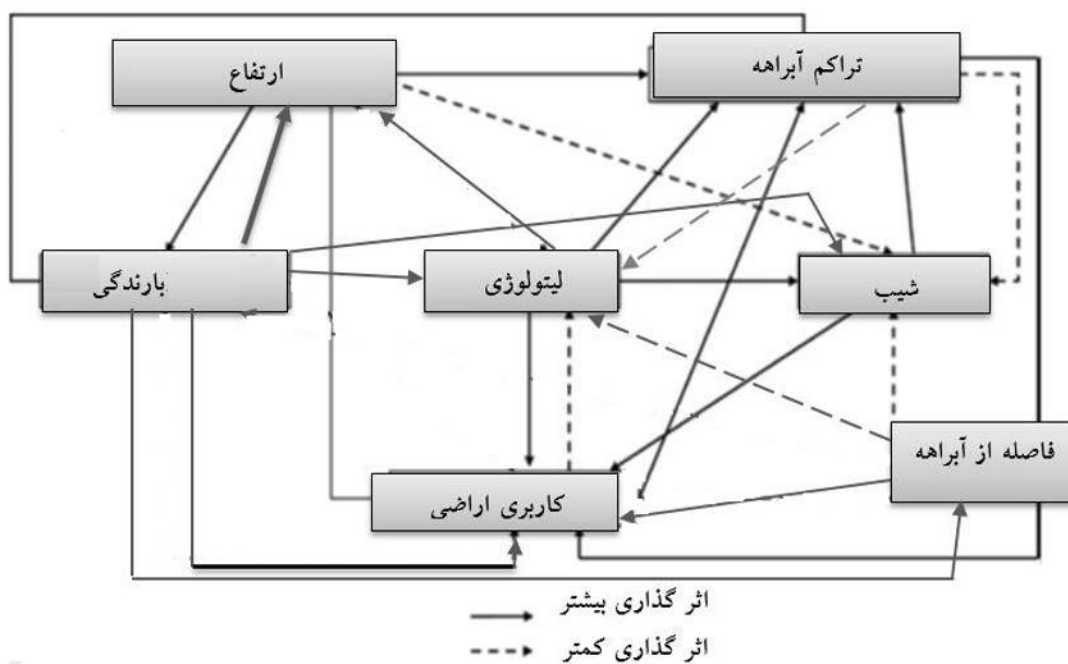 ارتفاع
تراکم آبراهه
بارندگی
لیتولوژی
شیب
فاصله از آبراهه
کاربری اراضی
اثر گذاری بیشتر
اثر گذاری کمتر